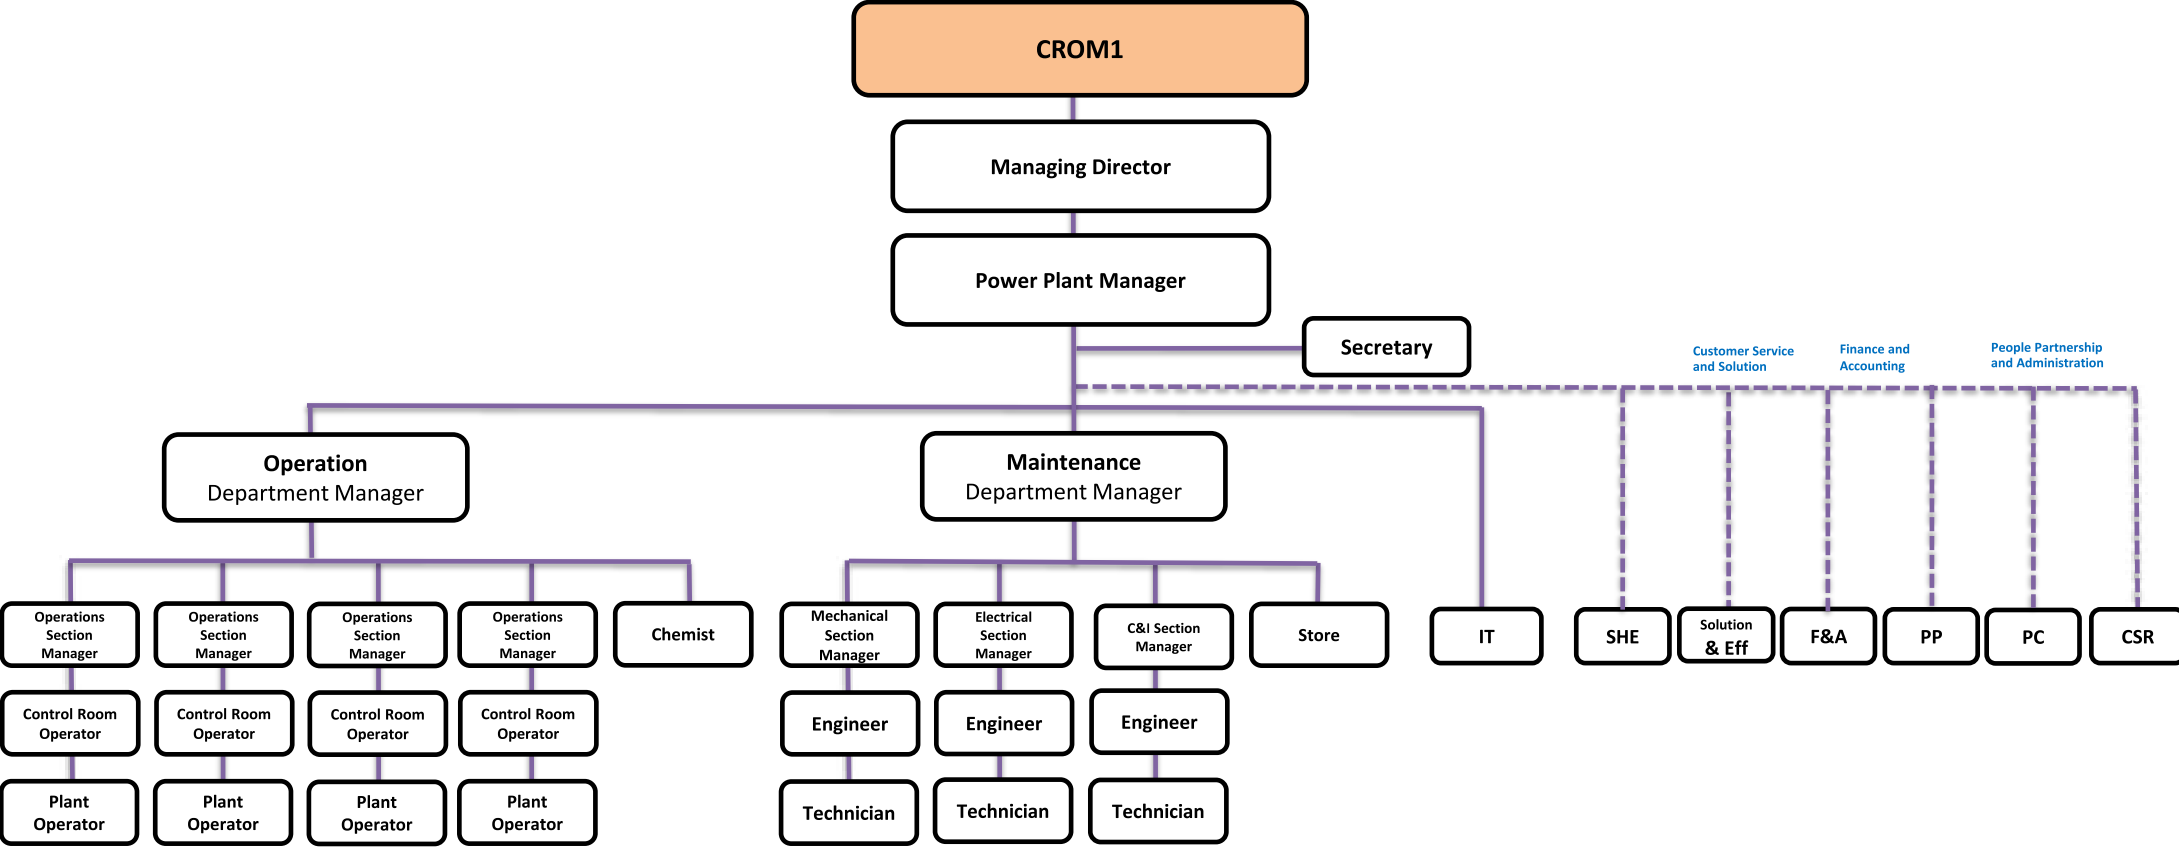 CROM1
Managing Director
Power Plant Manager
Secretary
Customer Service
and Solution
Finance and
Accounting
People Partnership
and Administration
Operation
Department Manager
Maintenance
Department Manager
Operations
Section
Manager
Operations
Section
Manager
Operations
Section
Manager
Operations
Section
Manager
Chemist
Mechanical
Section
Manager
Electrical
Section
Manager
C&I Section
Manager
Store
IT
SHE
Solution
& Eff
F&A
PP
PC
CSR
Control Room
Operator
Control Room
Operator
Control Room
Operator
Control Room
Operator
Engineer
Engineer
Engineer
Plant
Operator
Plant
Operator
Plant
Operator
Plant
Operator
Technician
Technician
Technician